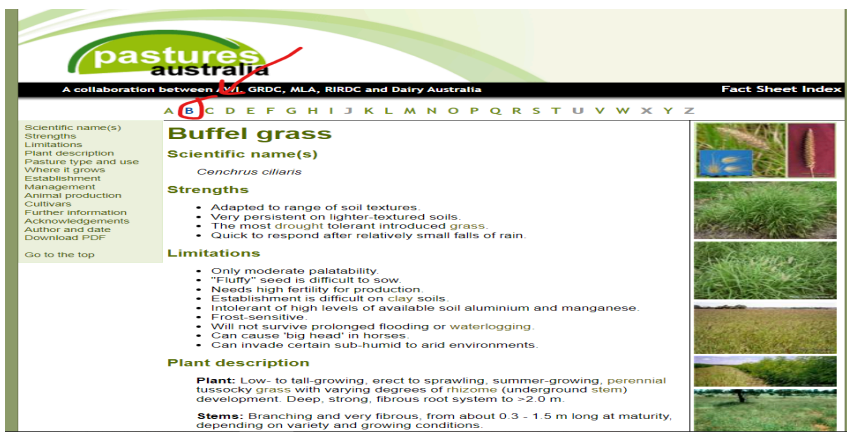 pastures
australia
A collaboration between AWI, GRDC, MLA, RIRDC and Dairy Australia
Fact Sheet Index
A B C D E F G H I J K L M N O P Q R S T U V W X Y Z
Scientific name(s)
Strengths
Limitations
Plant description
Pasture type and use
Where it grows
Establishment
Management
Animal production
Cultivars
Further information
Acknowledgements
Author and date
Download PDF
Go to the top
Buffel grass
Scientific name(s)
Cenchrus ciliaris
Strengths
• Adapted to range of soil textures.
• Very persistent on lighter-textured soils.
• The most drought tolerant introduced grass.
• Quick to respond after relatively small falls of rain.
Limitations
• Only moderate palatability.
• "Fluffy" seed is difficult to sow.
• Needs high fertility for production.
• Establishment is difficult on clay soils.
• Intolerant of high levels of available soil aluminium and manganese.
• Frost-sensitive.
• Will not survive prolonged flooding or waterlogging.
• Can cause 'big head' in horses.
• Can invade certain sub-humid to arid environments.
Plant description
Plant: Low- to tall-growing, erect to sprawling, summer-growing, perennial
tussocky grass with varying degrees of rhizome (underground stem)
development. Deep, strong, fibrous root system to >2.0 m.
Stems: Branching and very fibrous, from about 0.3 - 1.5 m long at maturity,
depending on variety and growing conditions.